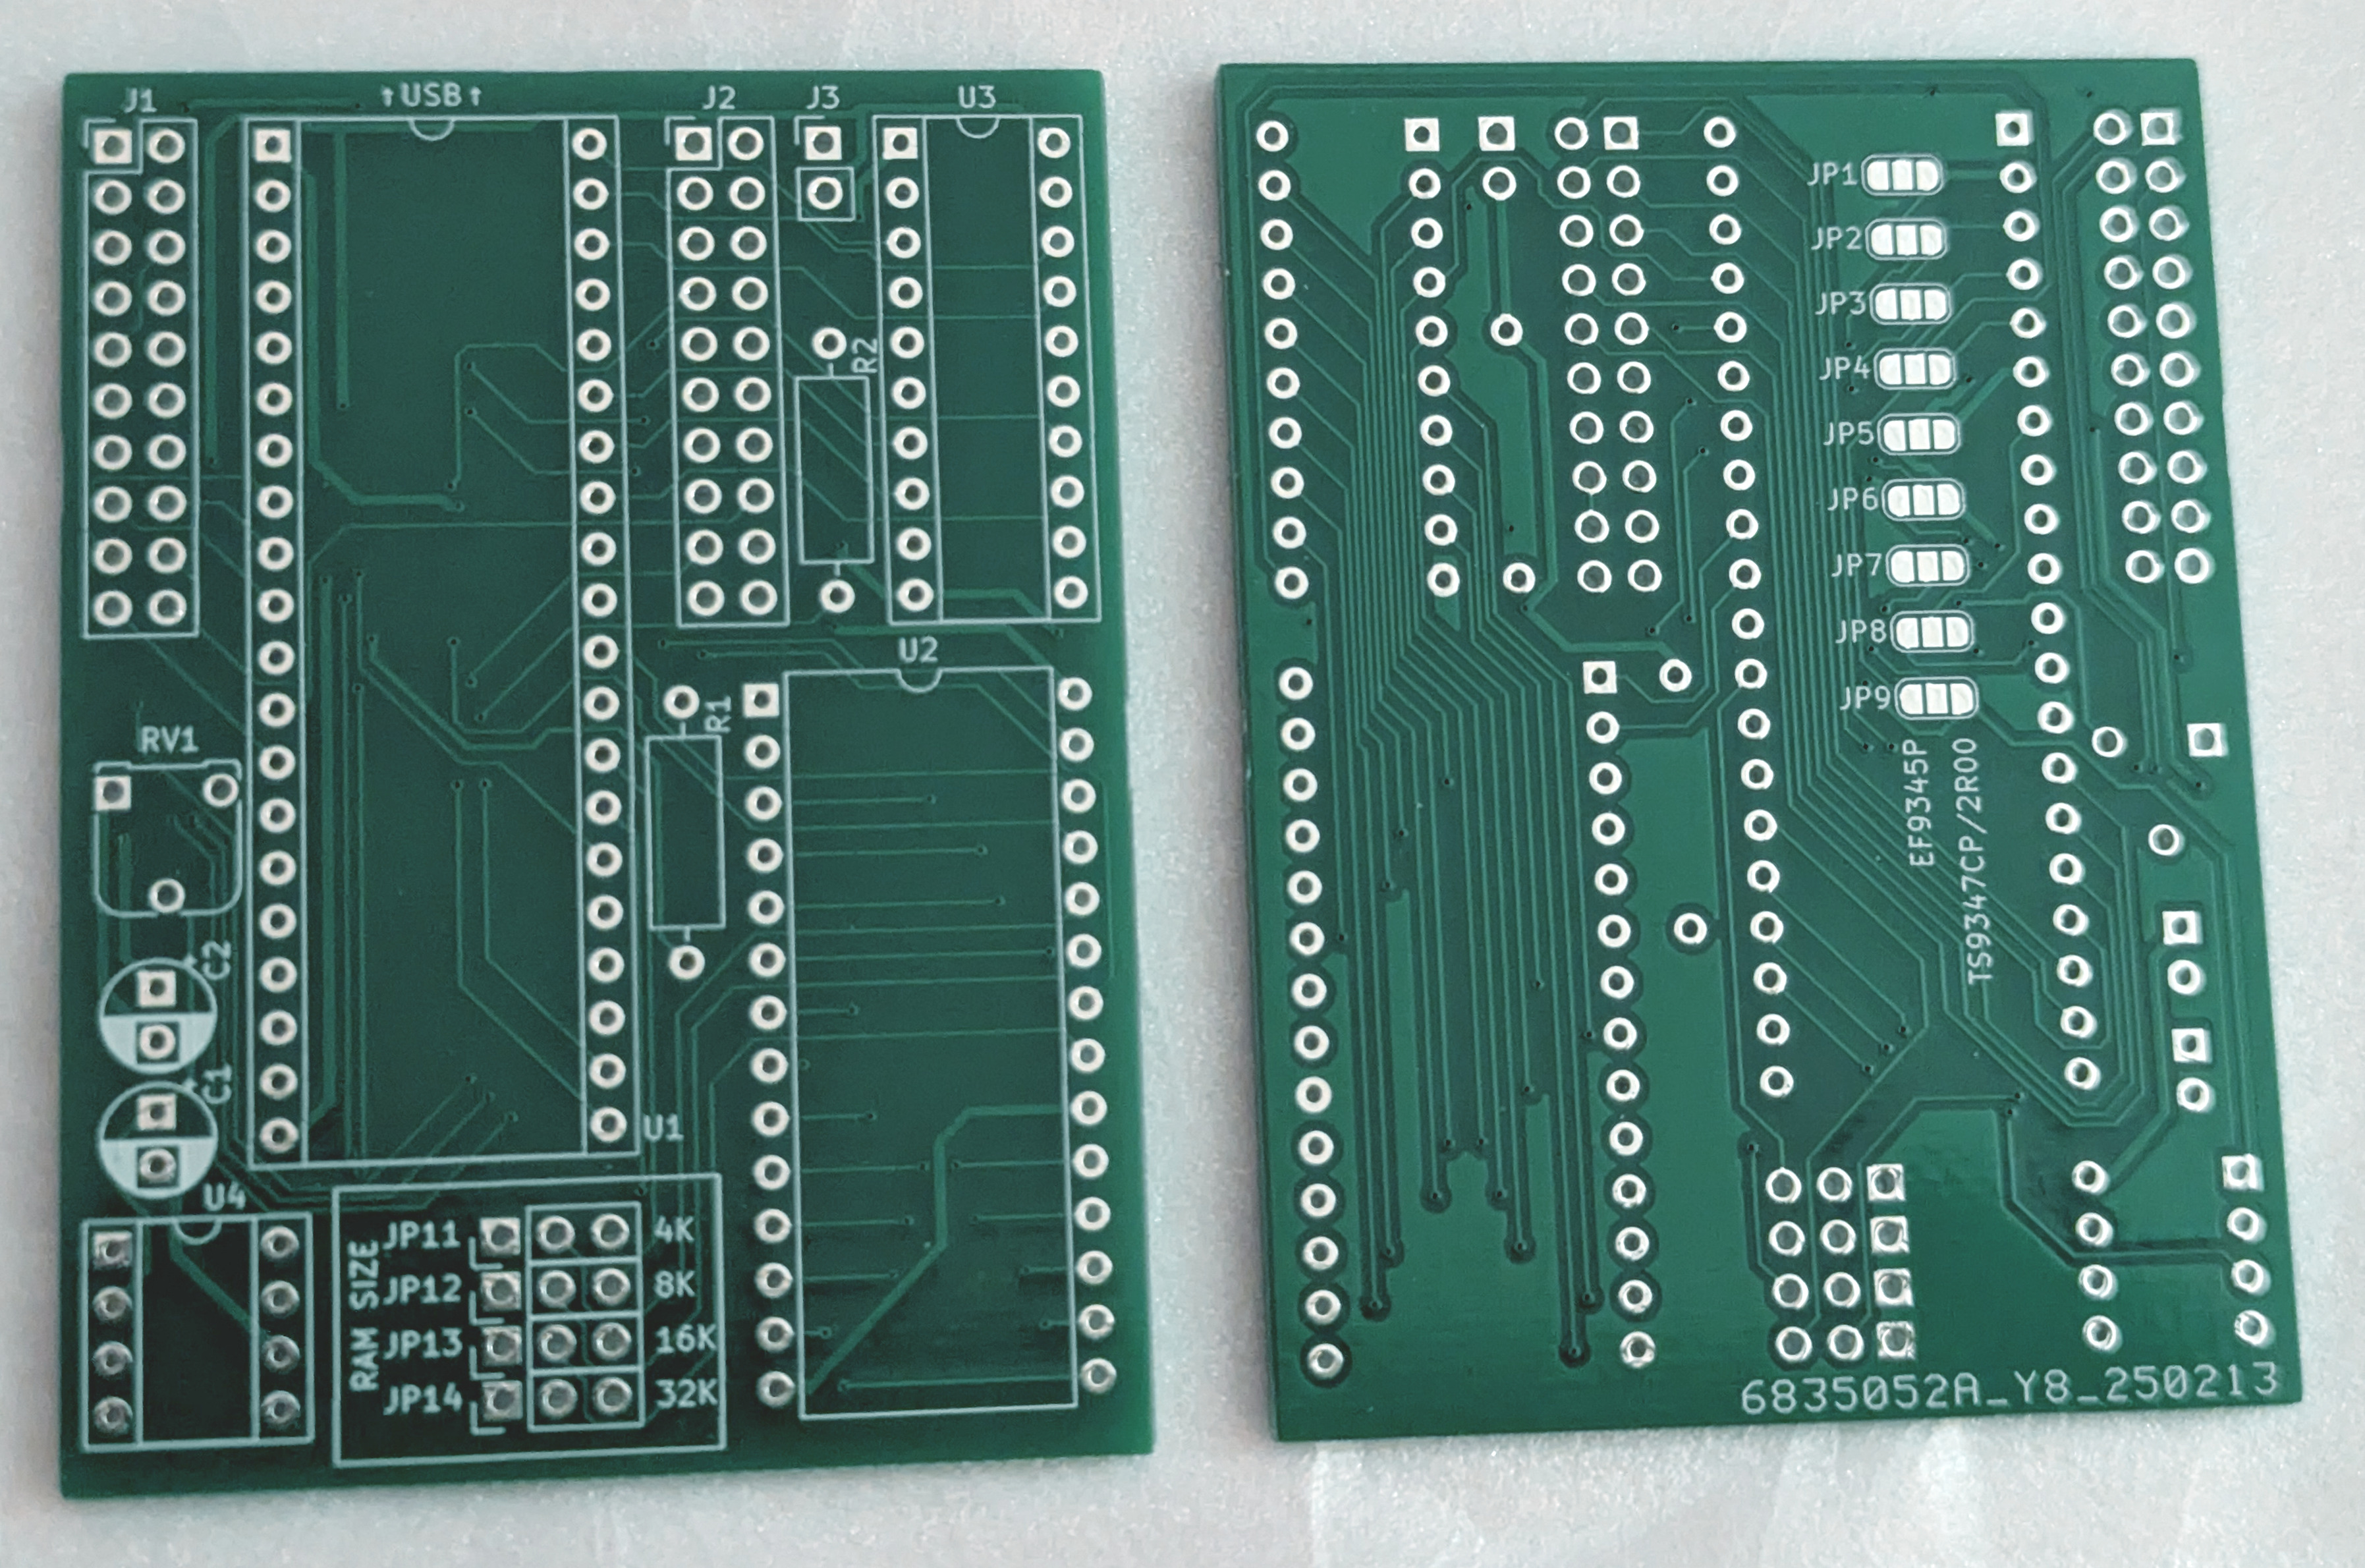 J1
↑USB↑
J2
J3
U3
R2
U2
R1
RV1
C2
C1
U1
U4
RAM SIZE
JP11 4K
JP12 8K
JP13 16K
JP14 32K
JP1
JP2
JP3
JP4
JP5
JP6
JP7
JP8
JP9
EF9345P
TS9347CP/2R00
6835052A_Y8_250213